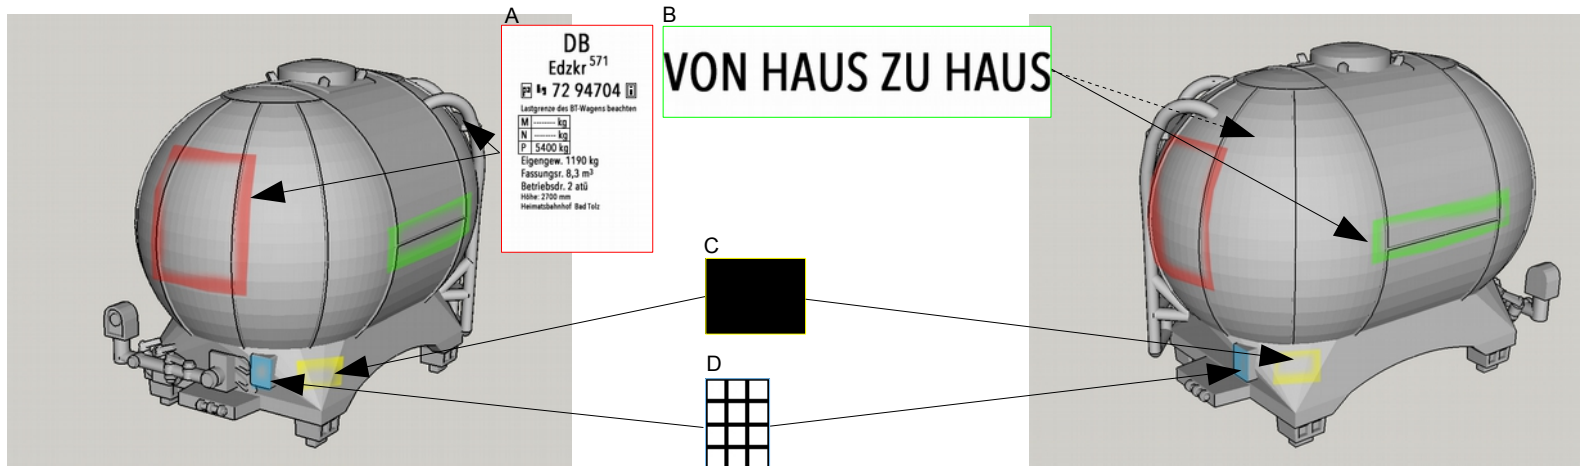 A
DB
Edzkr 571
72 94704
Lastgrenze des BT-Wagens beachten
M -------- kg
N -------- kg
P 5400 kg
Eigengew. 1190 kg
Fassungsr. 8,3 m³
Betriebsdr. 2 atü
Höhe: 2700 mm
Heimatsbahnhof Bad Tolz
B
VON HAUS ZU HAUS
C
D